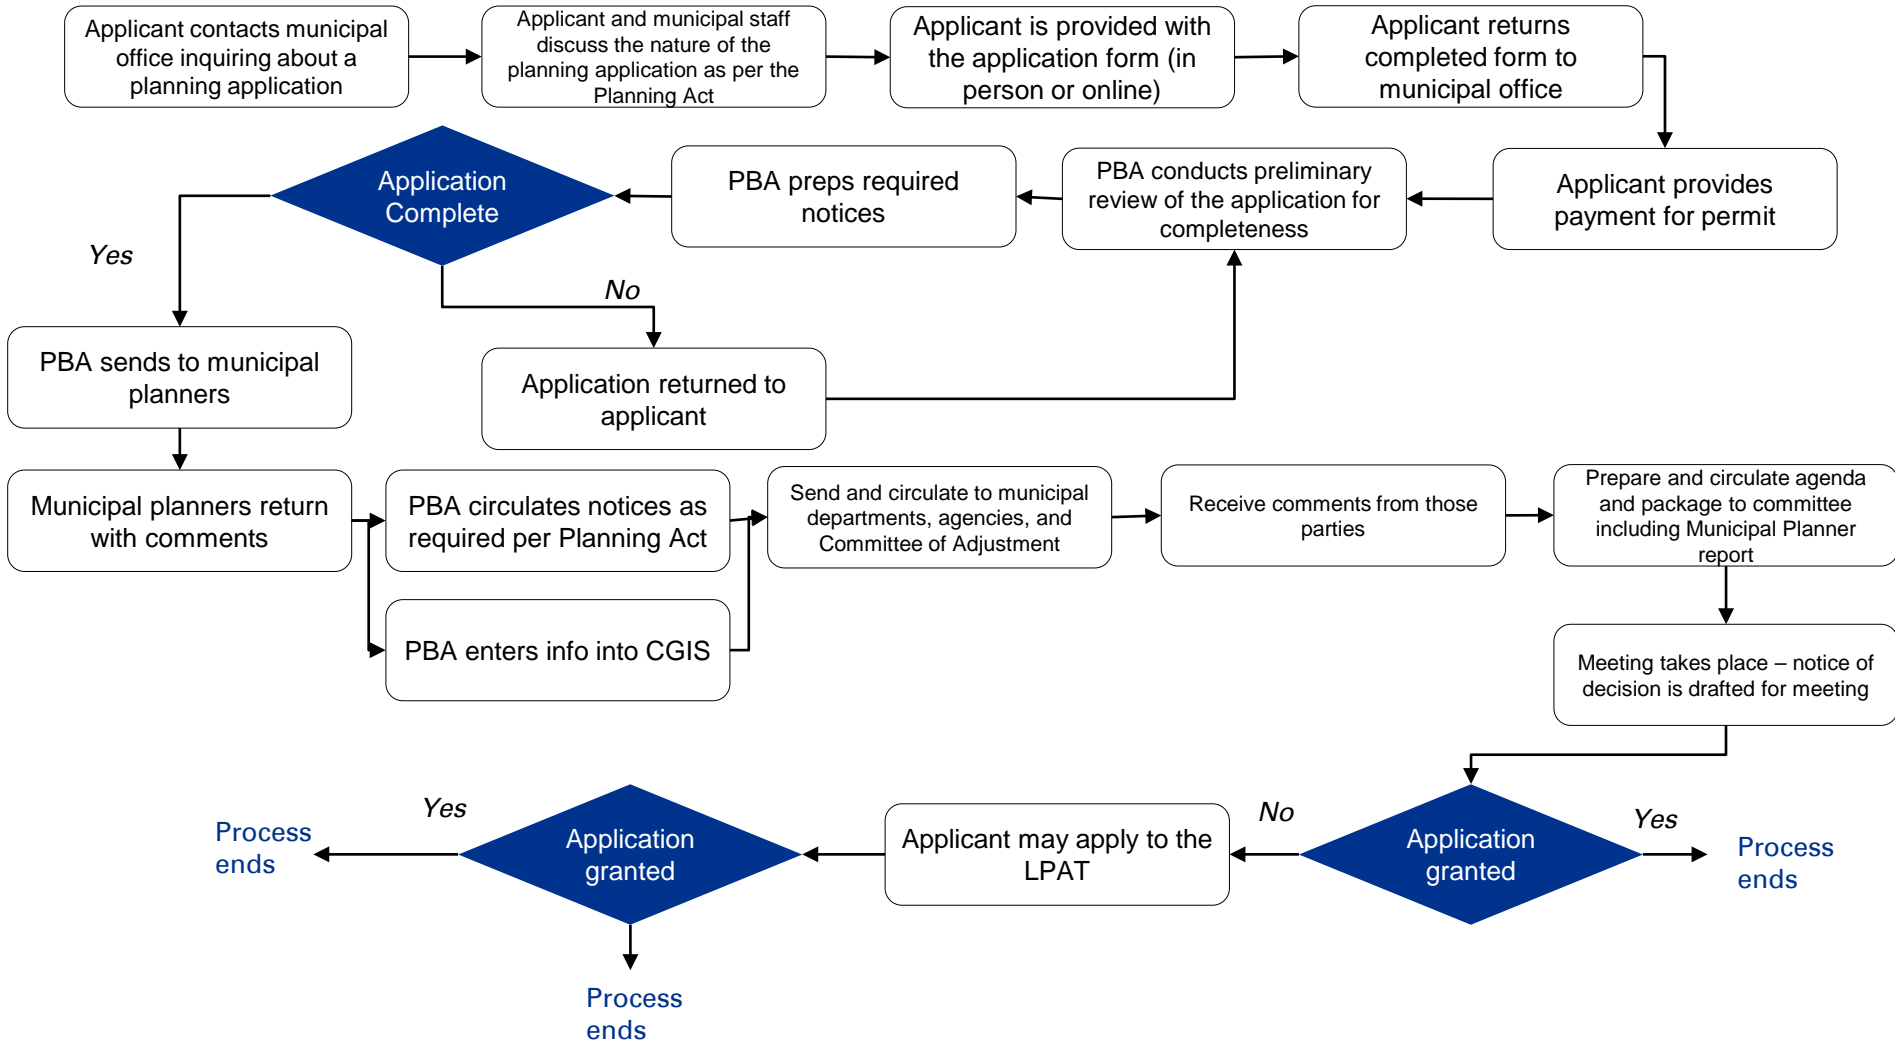 Applicant contacts municipal
office inquiring about a
planning application
Applicant and municipal staff
discuss the nature of the
planning application as per the
Planning Act
Applicant is provided with
the application form (in
person or online)
Applicant returns
completed form to
municipal office
Application
Complete
PBA preps required
notices
PBA conducts preliminary
review of the application for
completeness
Applicant provides
payment for permit
Yes
No
PBA sends to municipal
planners
Application returned to
applicant
Municipal planners return
with comments
PBA circulates notices as
required per Planning Act
Send and circulate to municipal
departments, agencies, and
Committee of Adjustment
Receive comments from those
parties
Prepare and circulate agenda
and package to committee
including Municipal Planner
report
PBA enters info into CGIS
Meeting takes place – notice of
decision is drafted for meeting
Process
ends
Yes
Application
granted
Applicant may apply to the
LPAT
No
Application
granted
Yes
Process
ends
Process
ends